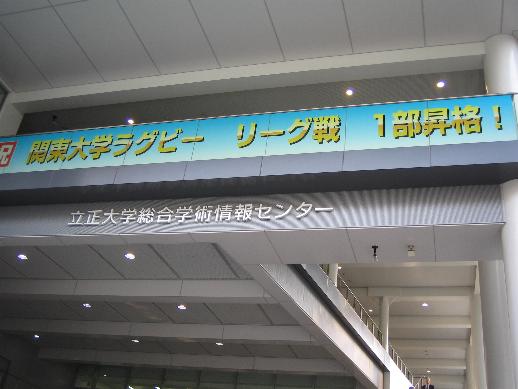 祝 関東大学ラグビー リーグ戦 1部昇格！
立正大学総合学術情報センター